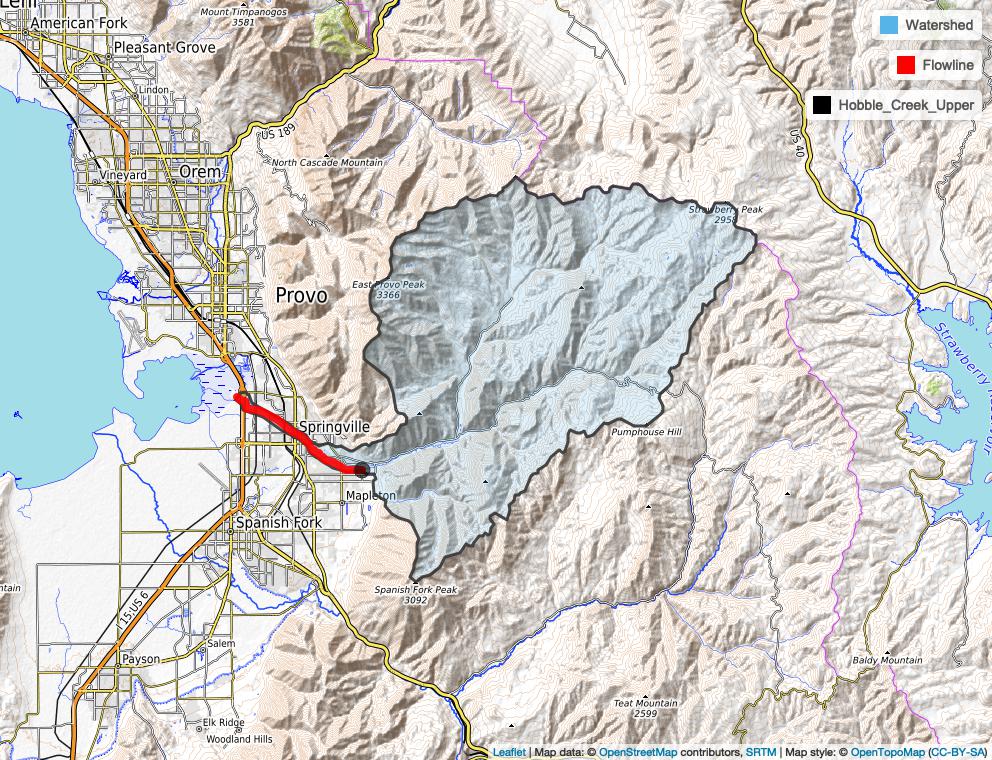 Mount Timpanogos
3581
American Fork
Pleasant Grove
Lindon
US 189
North Cascade Mountain
Vineyard
Orem
US 40
Watershed
Flowline
Hobble_Creek_Upper
Strawberry Peak
2958
East Provo Peak
3366
Provo
Springville
Pumphouse Hill
Mapleton
Spanish Fork
Spanish Fork Peak
3092
15;US 6
Salem
Payson
Baldy Mountain
Teat Mountain
2599
Elk Ridge
Woodland Hills
Leaflet | Map data: © OpenStreetMap contributors, SRTM | Map style: © OpenTopoMap (CC-BY-SA)